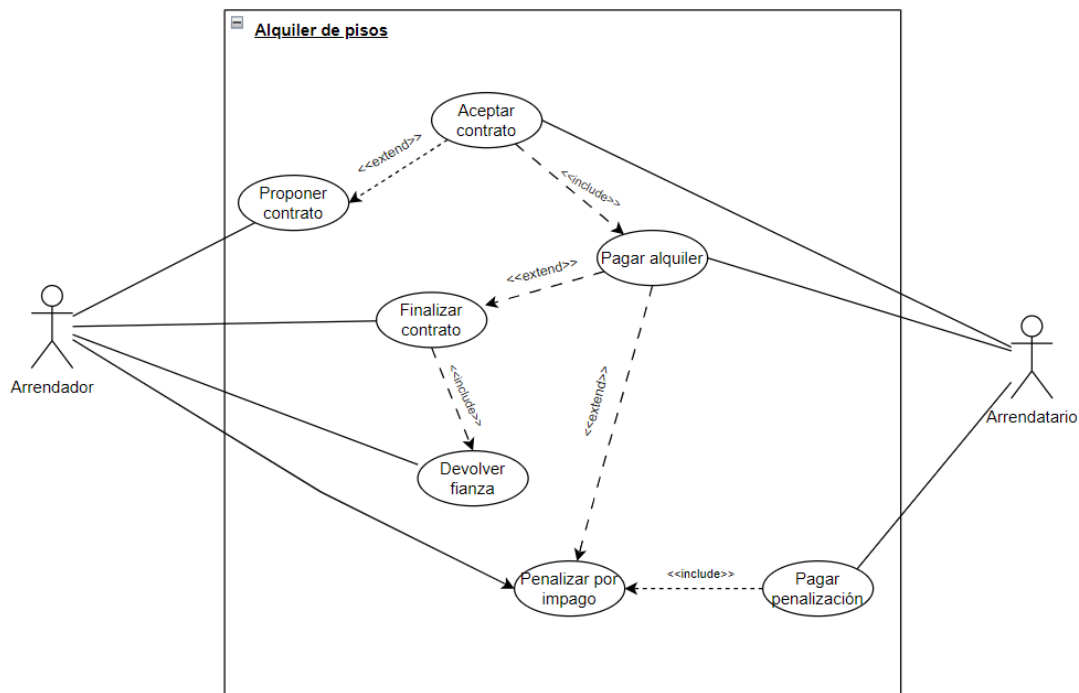 Alquiler de pisos
Aceptar
contrato
<<extend>>
<<include>>
Proponer
contrato
Pagar alquiler
<<extend>>
Finalizar
contrato
<<include>>
<<extend>>
Arrendador
Arrendatario
Devolver
fianza
Penalizar por
impago
<<include>>
Pagar
penalización